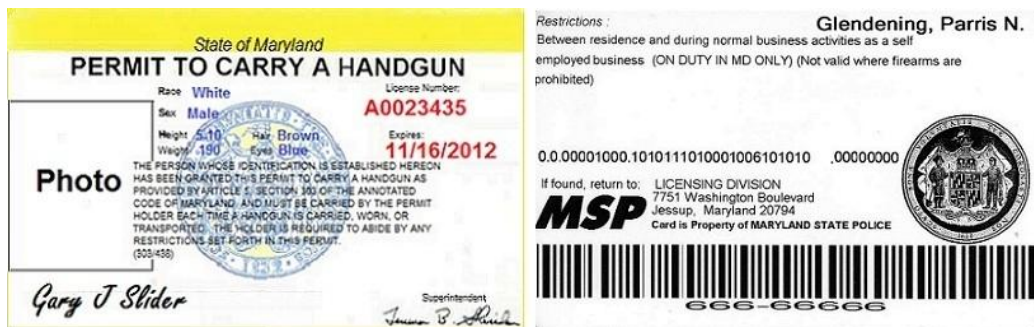 State of Maryland
PERMIT TO CARRY A HANDGUN
Race White
License Number:
A0023435
Sex Male
Height 5.10 Hair Brown
Weight 190 Eyes Blue
Expires:
11/16/2012
Photo
THE PERSON WHOSE IDENTIFICATION IS ESTABLISHED HEREON
HAS BEEN GRANTED THIS PERMIT TO CARRY A HANDGUN AS
PROVIDED BY ARTICLE 5, SECTION 303 OF THE ANNOTATED
CODE OF MARYLAND, AND MUST BE CARRIED BY THE PERMIT
HOLDER EACH TIME A HANDGUN IS CARRIED, WORN, OR
TRANSPORTED. THE HOLDER IS REQUIRED TO ABIDE BY ANY
RESTRICTIONS SET FORTH IN THIS PERMIT.
(303/438)
Gary J Slider
Superintendent
Restrictions :
Glendening, Parris N.
Between residence and during normal business activities as a self
employed business (ON DUTY IN MD ONLY) (Not valid where firearms are
prohibited)
0.0.00001000.1010111010001006101010 .00000000
If found, return to: LICENSING DIVISION
7751 Washington Boulevard
Jessup, Maryland 20794
MSP
Card is Property of MARYLAND STATE POLICE
666-66666